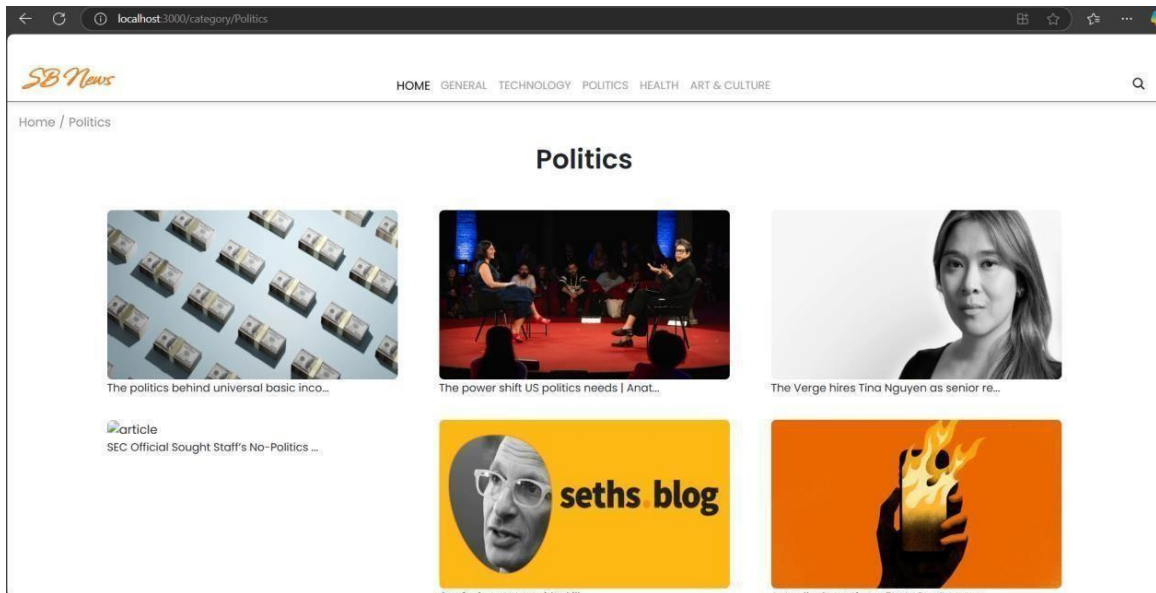 localhost:3000/category/Politics
SB News
HOME GENERAL TECHNOLOGY POLITICS HEALTH ART & CULTURE
Home / Politics
Politics
The politics behind universal basic inco...
The power shift US politics needs | Anat...
The Verge hires Tina Nguyen as senior re...
article
SEC Official Sought Staff's No-Politics ...
seths.blog